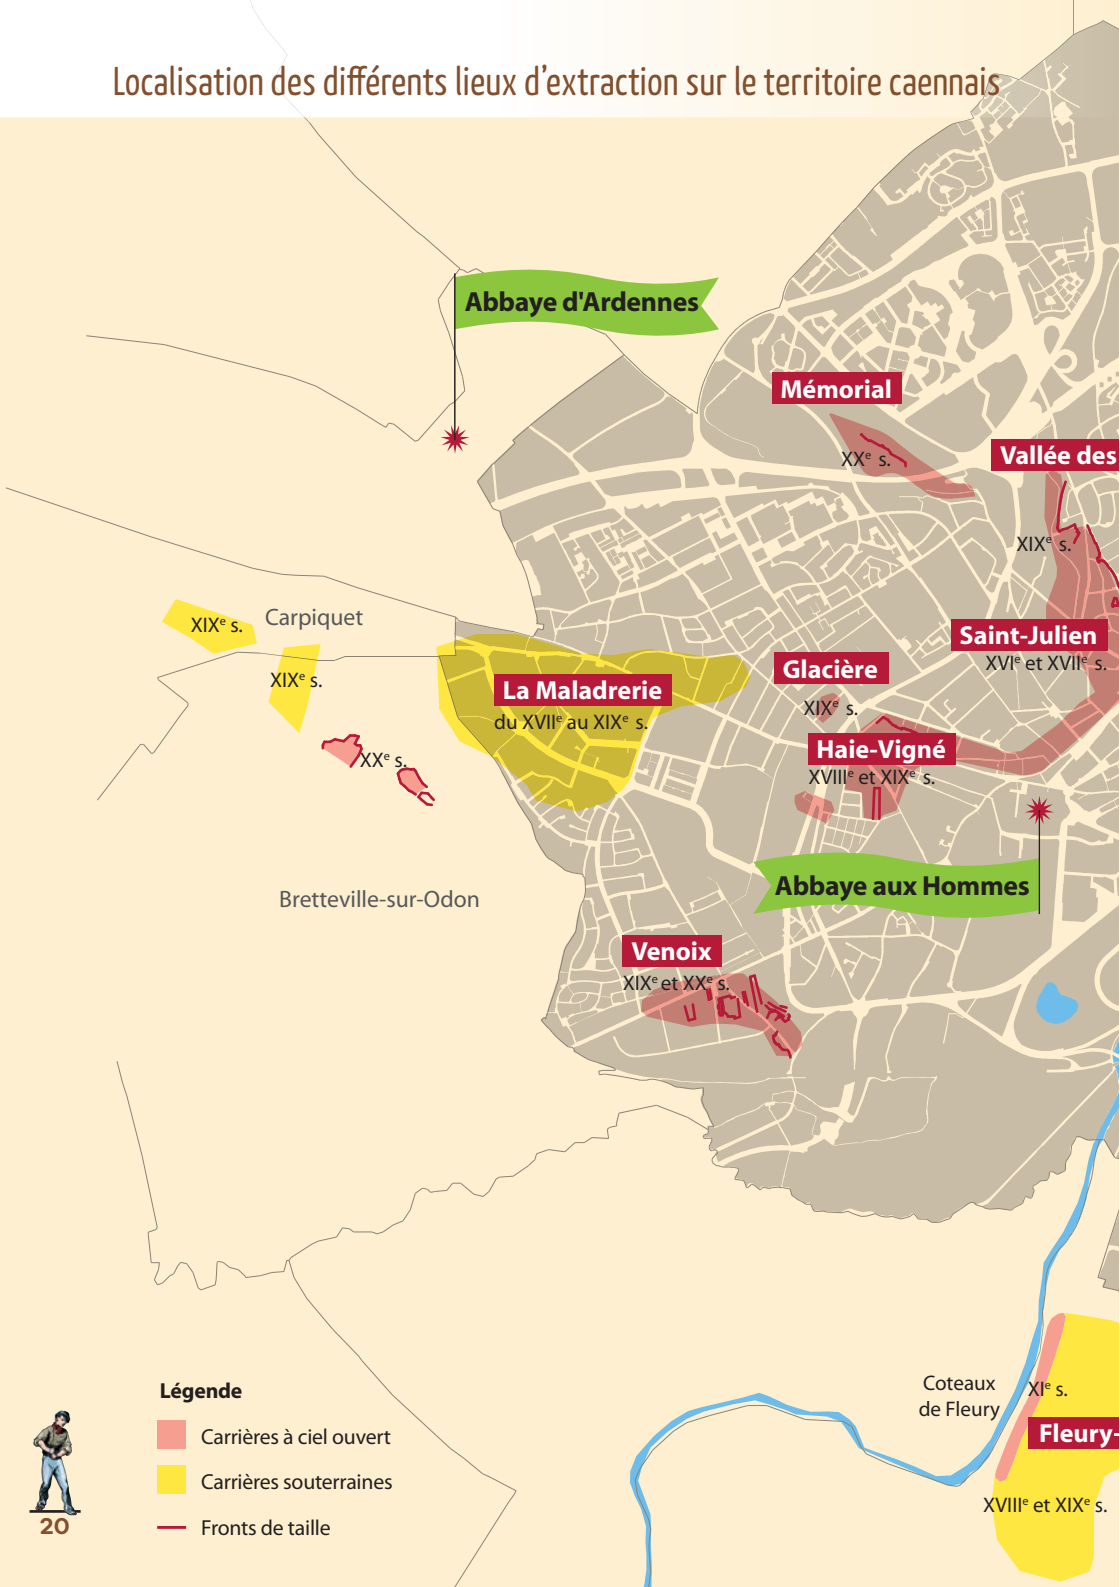 Localisation des différents lieux d'extraction sur le territoire caennais
Abbaye d'Ardennes
Mémorial
XXe s.
Vallée des
XIXe s.
Carpiquet
XIXe s.
XIXe s.
XXe s.
La Maladrerie
du XVIIe au XIXe s.
Saint-Julien
XVIe et XVIIe s.
Glacière
XIXe s.
Haie-Vigné
XVIIIe et XIXe s.
Abbaye aux Hommes
Bretteville-sur-Odon
Venoix
XIXe et XXe s.
Coteaux
de Fleury
XIe s.
Fleury-
XVIIIe et XIXe s.
Légende
Carrières à ciel ouvert
Carrières souterraines
Fronts de taille
20